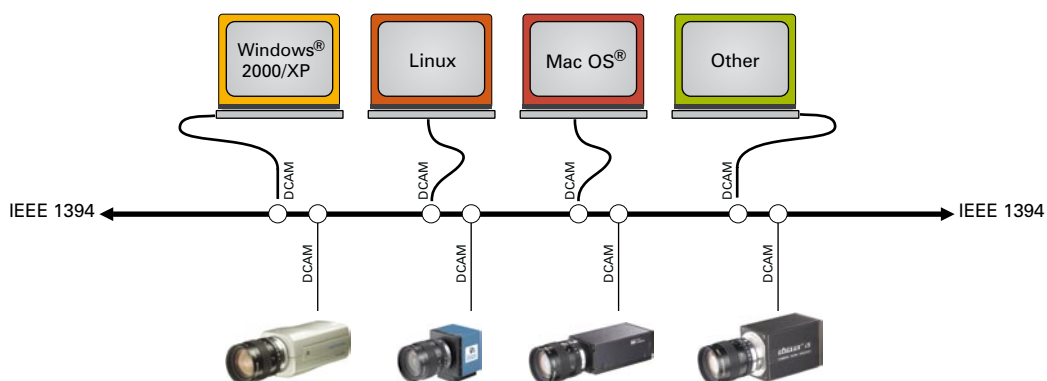 Windows®
2000/XP
Linux
Mac OS®
Other
DCAM
DCAM
DCAM
DCAM
IEEE 1394
IEEE 1394
DCAM
DCAM
DCAM
DCAM